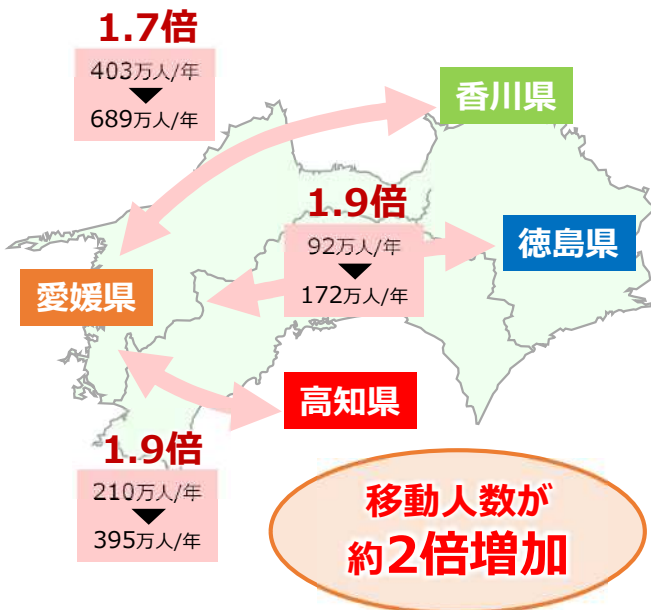 1.7倍
403万人/年
689万人/年
香川県
1.9倍
92万人/年
172万人/年
徳島県
愛媛県
高知県
1.9倍
210万人/年
395万人/年
移動人数が
約2倍増加